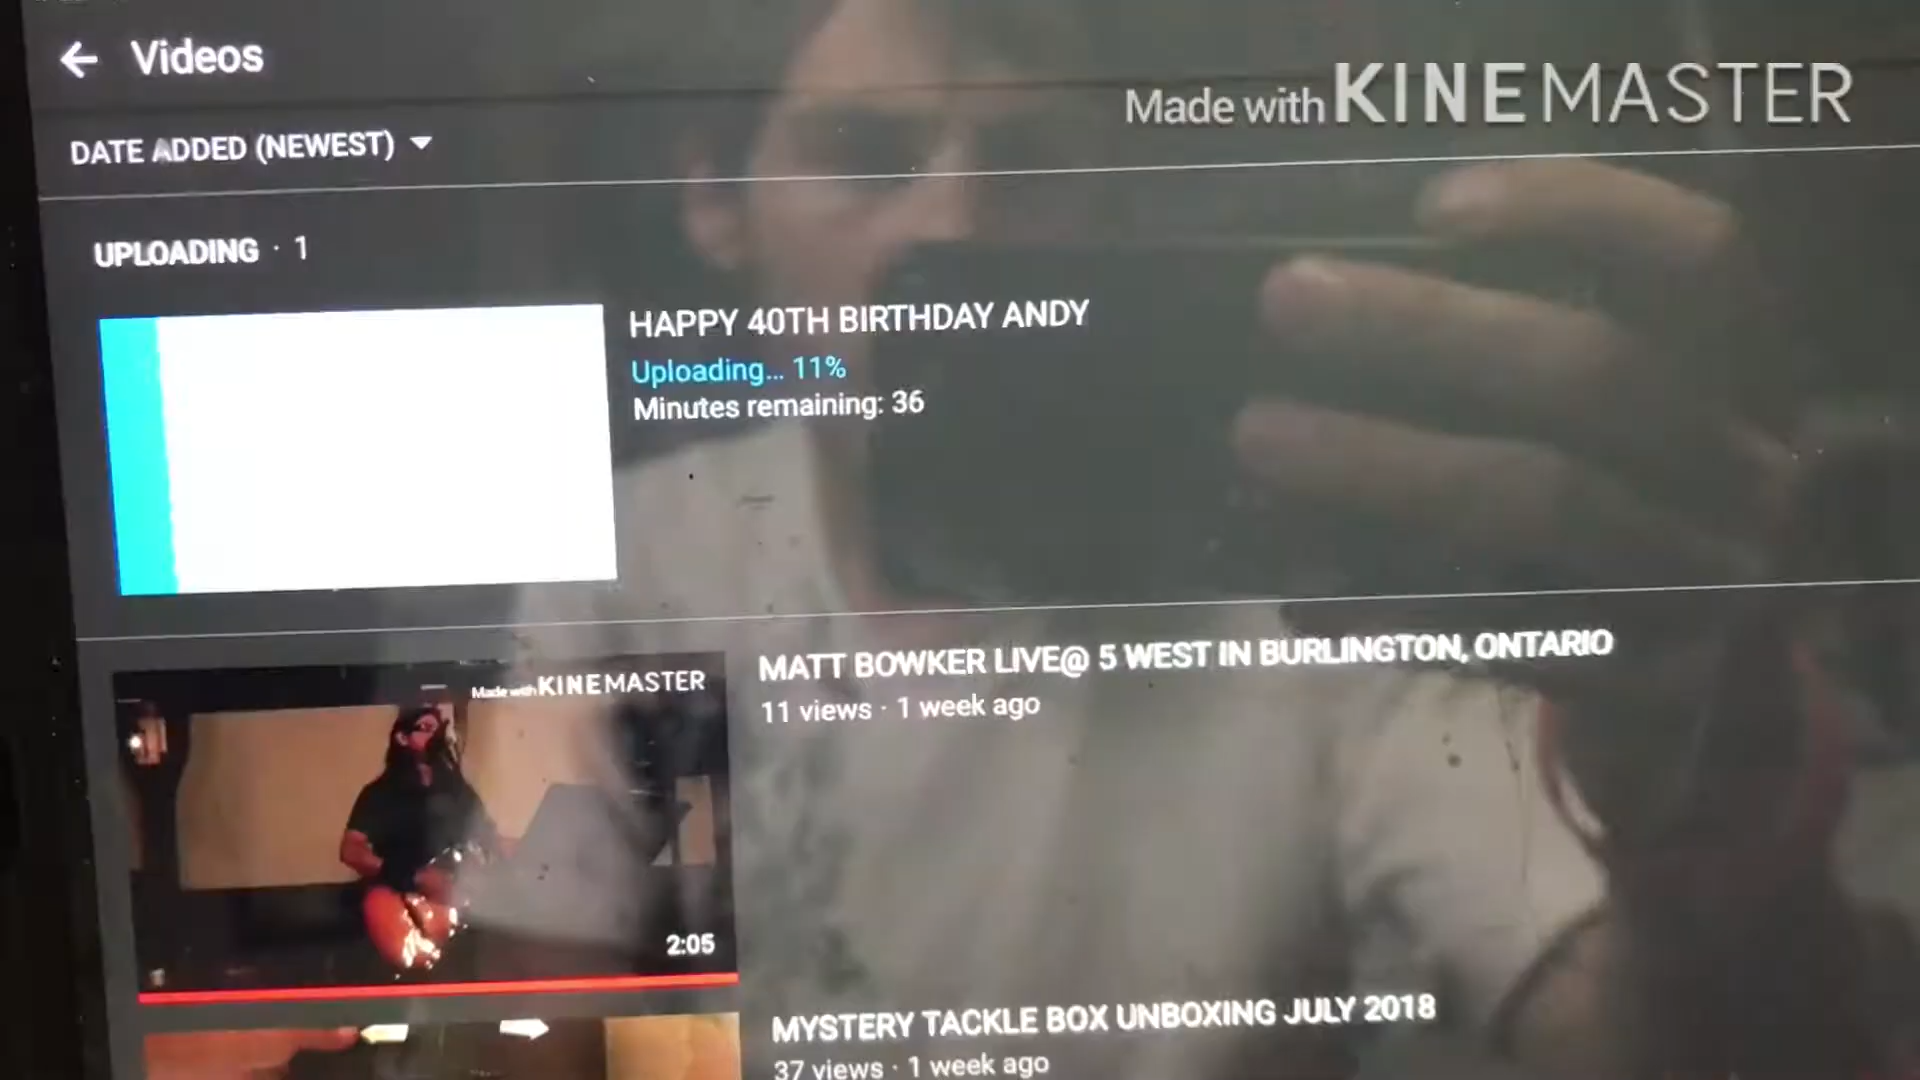 Videos
Made with KINEMASTER
DATE ADDED (NEWEST)
UPLOADING · 1
HAPPY 40TH BIRTHDAY ANDY
Uploading... 11%
Minutes remaining: 36
MATT BOWKER LIVE@ 5 WEST IN BURLINGTON, ONTARIO
11 views · 1 week ago
Made with KINEMASTER
2:05
MYSTERY TACKLE BOX UNBOXING JULY 2018
37 views · 1 week ago